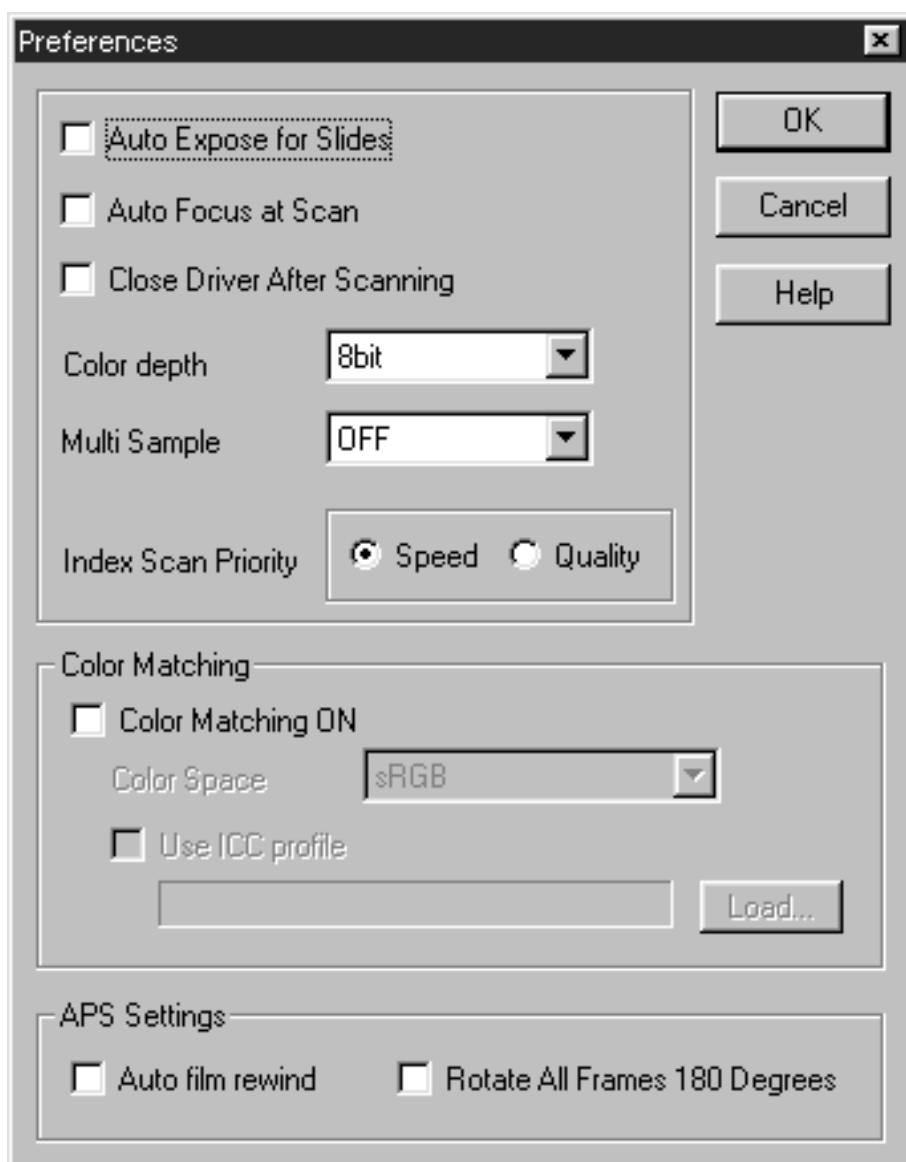 Preferences
Auto Expose for Slides
OK
Auto Focus at Scan
Cancel
Close Driver After Scanning
Help
Color depth 8bit
Multi Sample OFF
Index Scan Priority Speed Quality
Color Matching
Color Matching ON
Color Space sRGB
Use ICC profile
Load...
APS Settings
Auto film rewind Rotate All Frames 180 Degrees